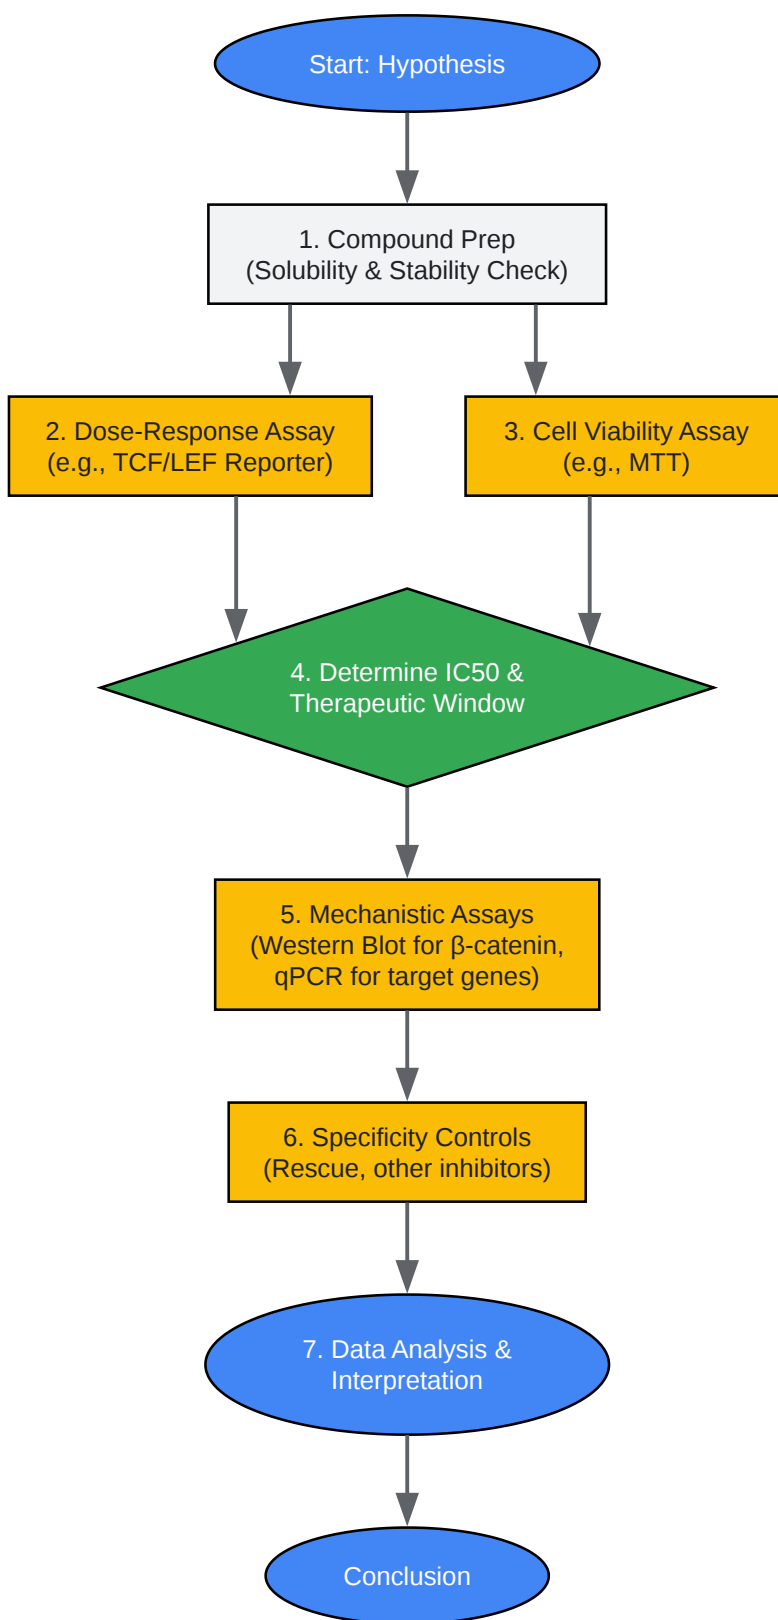 Start: Hypothesis
1. Compound Prep
(Solubility & Stability Check)
2. Dose-Response Assay
(e.g., TCF/LEF Reporter)
3. Cell Viability Assay
(e.g., MTT)
4. Determine IC50 &
Therapeutic Window
5. Mechanistic Assays
(Western Blot for β-catenin,
qPCR for target genes)
6. Specificity Controls
(Rescue, other inhibitors)
7. Data Analysis &
Interpretation
Conclusion